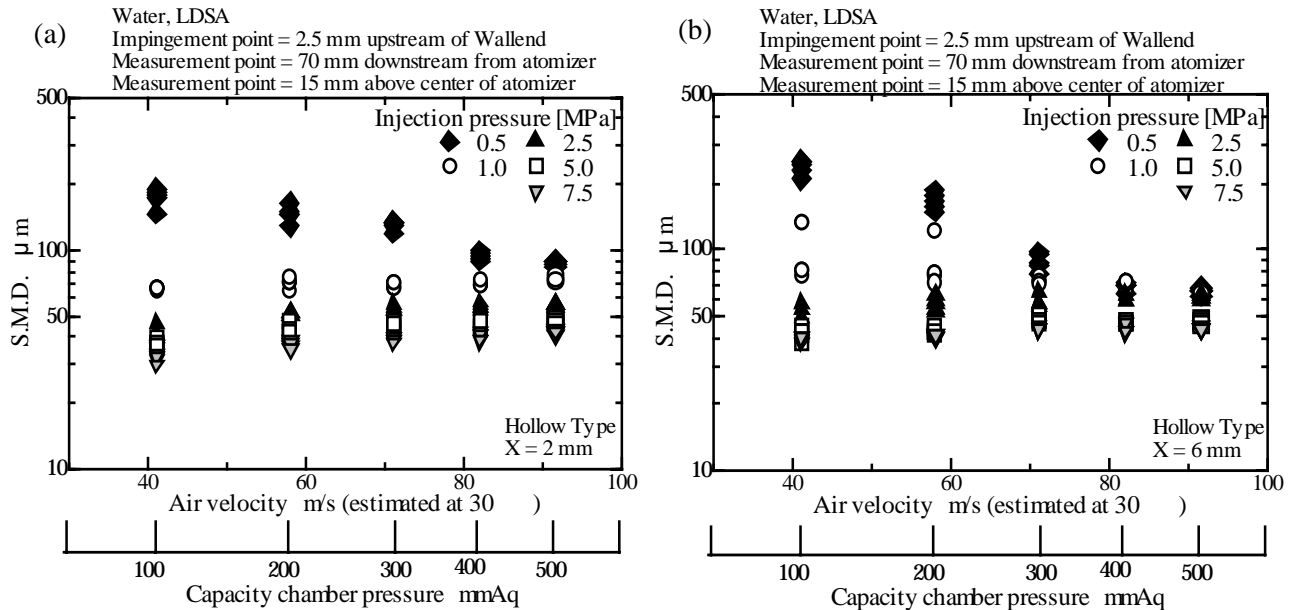 (a)
Water, LDSA
Impingement point = 2.5 mm upstream of Wallend
Measurement point = 70 mm downstream from atomizer
Measurement point = 15 mm above center of atomizer
500
100
50
10
S.M.D. μm
Injection pressure [MPa]
0.5 2.5
1.0 5.0
7.5
Hollow Type
X = 2 mm
40 60 80 100
Air velocity m/s (estimated at 30 )
100 200 300 400 500
Capacity chamber pressure mmAq
(b)
Water, LDSA
Impingement point = 2.5 mm upstream of Wallend
Measurement point = 70 mm downstream from atomizer
Measurement point = 15 mm above center of atomizer
500
100
50
10
S.M.D. μm
Injection pressure [MPa]
0.5 2.5
1.0 5.0
7.5
Hollow Type
X = 6 mm
40 60 80 100
Air velocity m/s (estimated at 30 )
100 200 300 400 500
Capacity chamber pressure mmAq